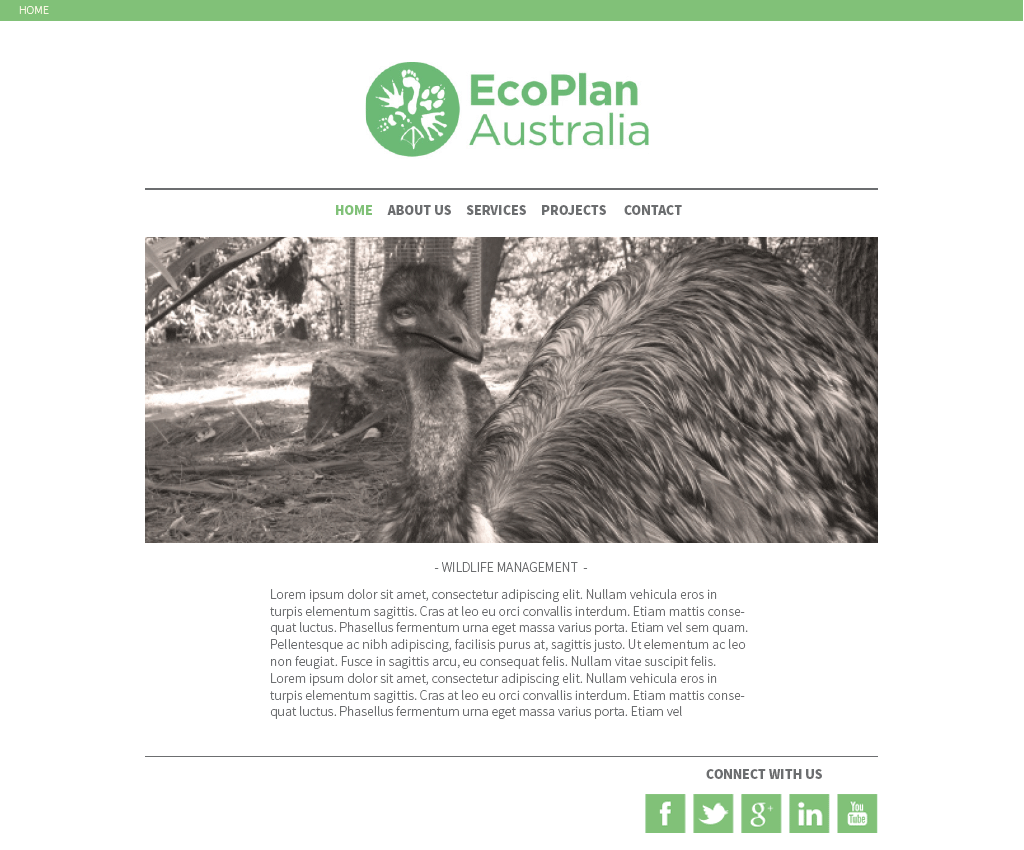 HOME
EcoPlan
Australia
HOME ABOUT US SERVICES PROJECTS CONTACT
- WILDLIFE MANAGEMENT -
Lorem ipsum dolor sit amet, consectetur adipiscing elit. Nullam vehicula eros in
turpis elementum sagittis. Cras at leo eu orci convallis interdum. Etiam mattis conse-
quat luctus. Phasellus fermentum urna eget massa varius porta. Etiam vel sem quam.
Pellentesque ac nibh adipiscing, facilisis purus at, sagittis justo. Ut elementum ac leo
non feugiat. Fusce in sagittis arcu, eu consequat felis. Nullam vitae suscipit felis.
Lorem ipsum dolor sit amet, consectetur adipiscing elit. Nullam vehicula eros in
turpis elementum sagittis. Cras at leo eu orci convallis interdum. Etiam mattis conse-
quat luctus. Phasellus fermentum urna eget massa varius porta. Etiam vel
CONNECT WITH US
f g+ in You Tube